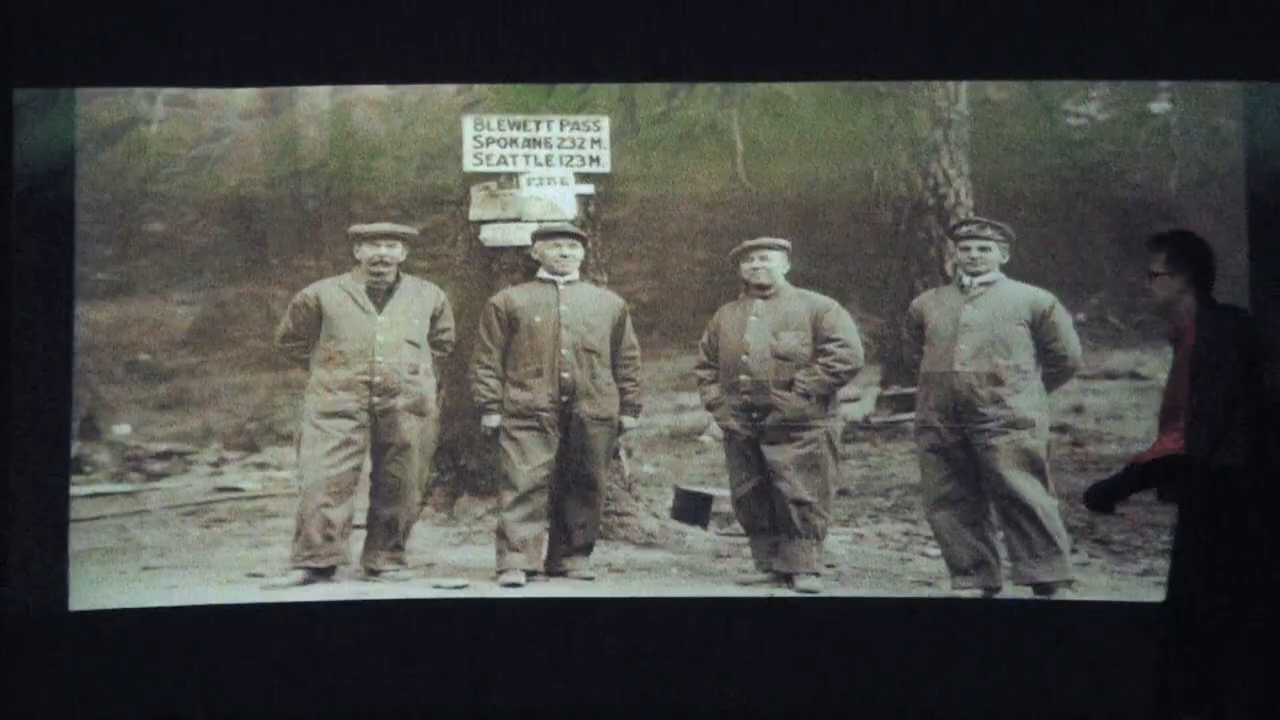 BLEWETT PASS
SPOKANE 232 M.
SEATTLE 123 M.
FIRE